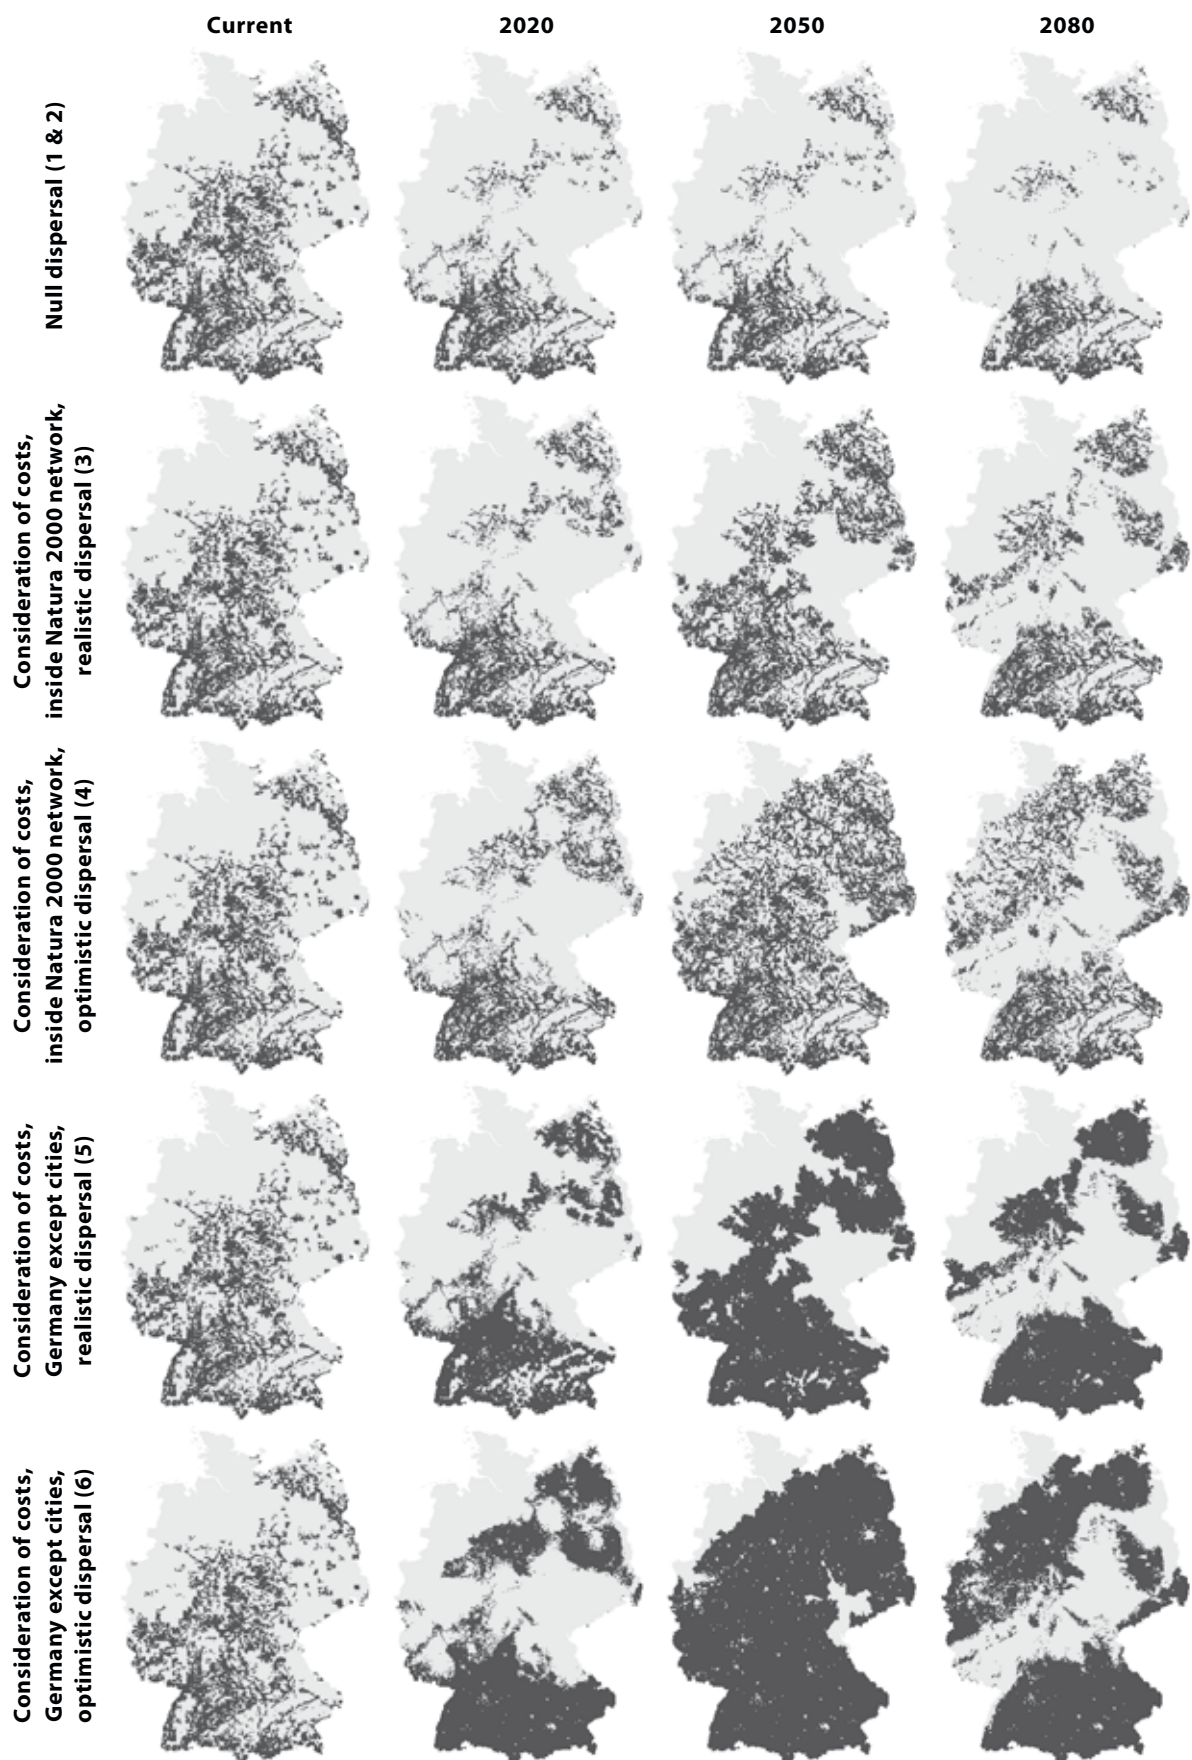 Current 2020 2050 2080
Null dispersal (1 & 2)
Consideration of costs,
inside Natura 2000 network,
realistic dispersal (3)
Consideration of costs,
inside Natura 2000 network,
optimistic dispersal (4)
Consideration of costs,
Germany except cities,
realistic dispersal (5)
Consideration of costs,
Germany except cities,
optimistic dispersal (6)